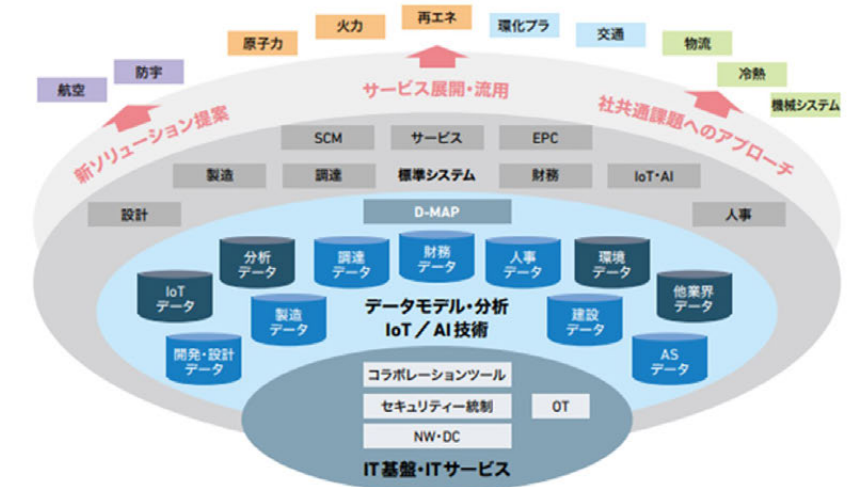 航空
防宇
原子力
火力
再エネ
環化プラ
交通
物流
冷熱
機械システム
新ソリューション提案
サービス展開・流用
社共通課題へのアプローチ
SCM
サービス
EPC
製造
調達
標準システム
財務
IoT・AI
設計
D-MAP
人事
IoT
データ
分析
データ
調達
データ
財務
データ
人事
データ
環境
データ
他業界
データ
製造
データ
建設
データ
開発・設計
データ
AS
データ
データモデル・分析
IoT／AI技術
コラボレーションツール
セキュリティー統制
OT
NW・DC
IT基盤・ITサービス